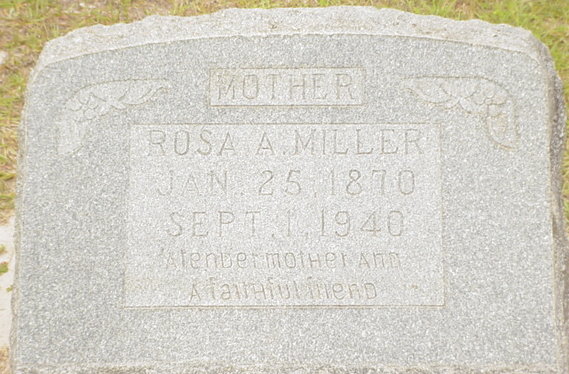 MOTHER
ROSA A. MILLER
JAN. 25, 1870
SEPT. 1, 1940
A tender mother and
A faithful friend